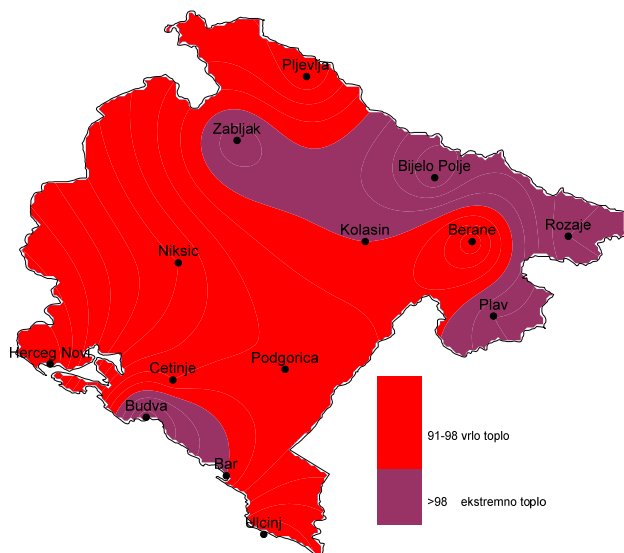 Pljevlja
Zabljak
Bijelo Polje
Kolasin
Berane
Rozaje
Niksic
Plav
Herceg Novi
Cetinje
Podgorica
Budva
Bar
Ulcinj
91-98 vrlo toplo
>98 ekstremno toplo